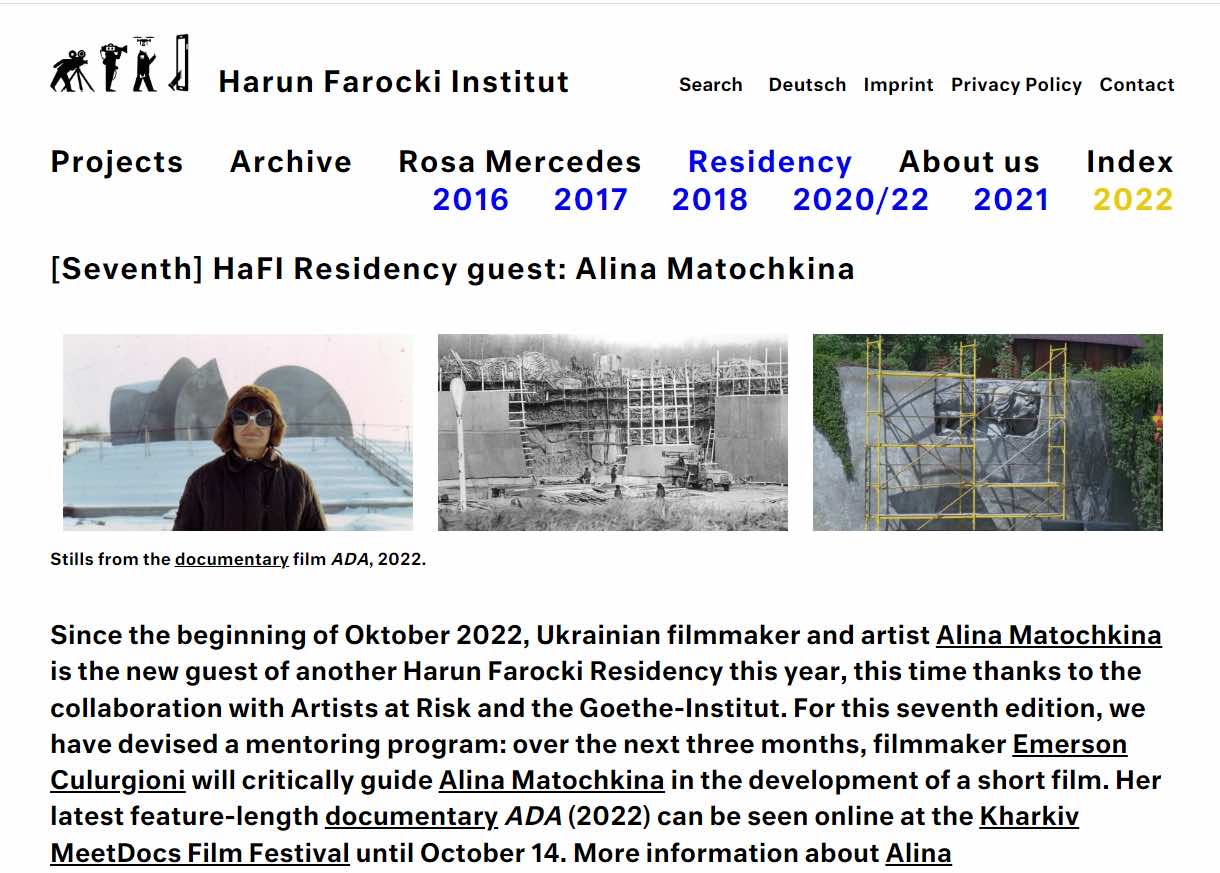 Harun Farocki Institut
Search Deutsch Imprint Privacy Policy Contact
Projects Archive Rosa Mercedes Residency About us Index
2016 2017 2018 2020/22 2021 2022
[Seventh] HaFI Residency guest: Alina Matochkina
Stills from the documentary film ADA, 2022.
Since the beginning of Oktober 2022, Ukrainian filmmaker and artist Alina Matochkina
is the new guest of another Harun Farocki Residency this year, this time thanks to the
collaboration with Artists at Risk and the Goethe-Institut. For this seventh edition, we
have devised a mentoring program: over the next three months, filmmaker Emerson
Culurgioni will critically guide Alina Matochkina in the development of a short film. Her
latest feature-length documentary ADA (2022) can be seen online at the Kharkiv
MeetDocs Film Festival until October 14. More information about Alina